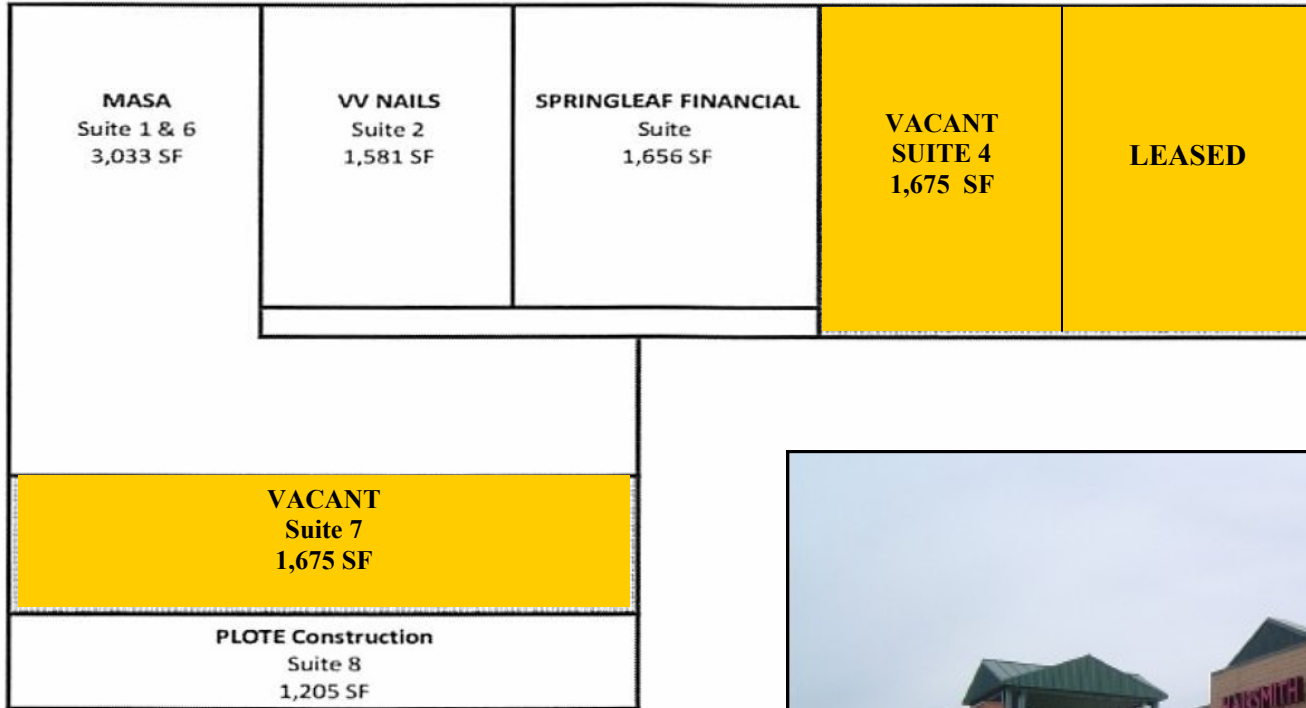 MASA
Suite 1 & 6
3,033 SF
VV NAILS
Suite 2
1,581 SF
SPRINGLEAF FINANCIAL
Suite
1,656 SF
VACANT
SUITE 4
1,675 SF
LEASED
VACANT
Suite 7
1,675 SF
PLOTE Construction
Suite 8
1,205 SF
HAIRSMITH